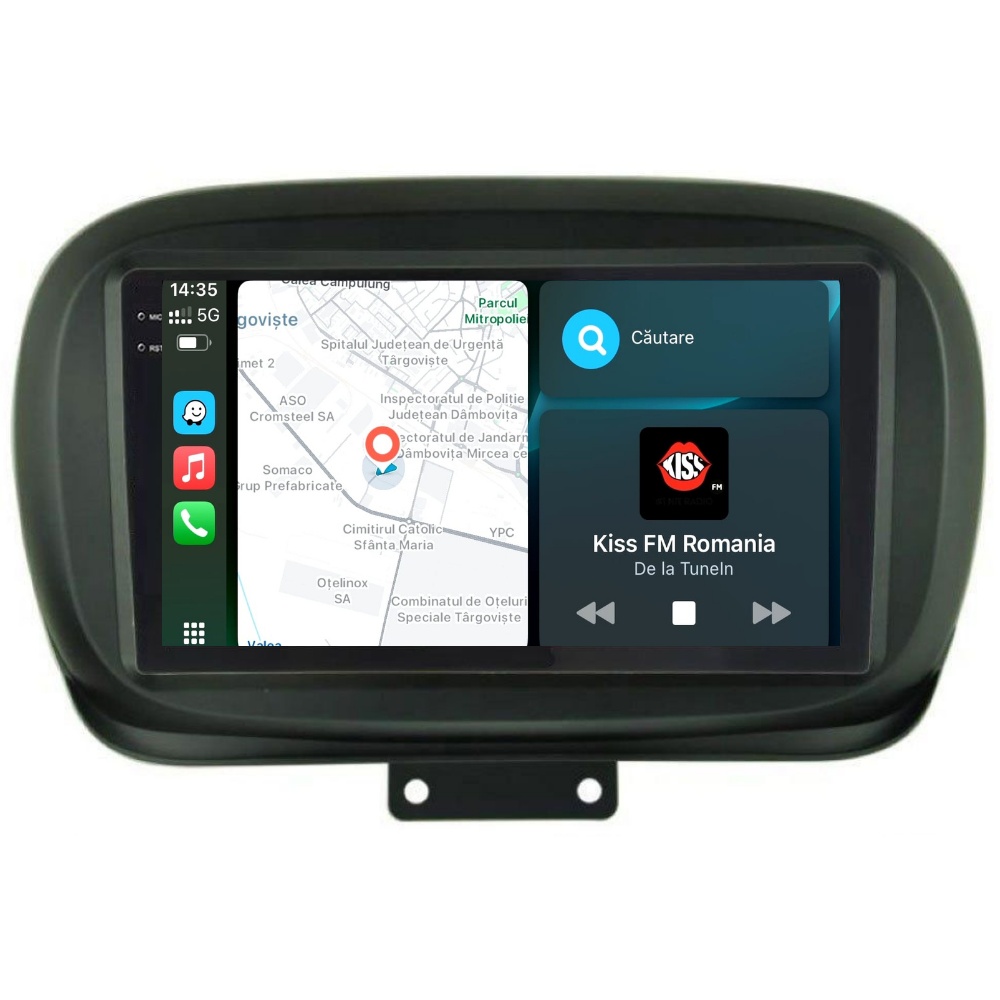 14:35
5G
MIC
RST
Calea Câmpulung
goviște
Parcul
Mitropoliei
Spitalul Județean de Urgență
Târgoviște
imet 2
ASO
Cromsteel SA
Inspectoratul de Poliție
Județean Dâmbovița
ectoratul de Jandarm
Dâmbovița Mircea ce
Somaco
Grup Prefabricate
Cimitirul Catolic
Sfânta Maria
YPC
Oțelinox
SA
Combinatul de Oțeluri
Speciale Târgoviște
Valea
Căutare
KISS
FM
Kiss FM Romania
De la TuneIn